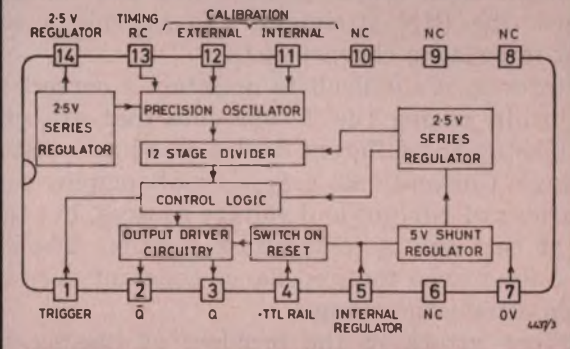 CALIBRATION
2·5 V REGULATOR
TIMING RC
EXTERNAL
INTERNAL
NC
NC
NC
14
13
12
11
10
9
8
2·5V SERIES REGULATOR
PRECISION OSCILLATOR
2·5V SERIES REGULATOR
12 STAGE DIVIDER
CONTROL LOGIC
OUTPUT DRIVER CIRCUITRY
SWITCH ON RESET
5V SHUNT REGULATOR
1
2
3
4
5
6
7
TRIGGER
Q̄
Q
·TTL RAIL
INTERNAL REGULATOR
NC
0V
4437/3